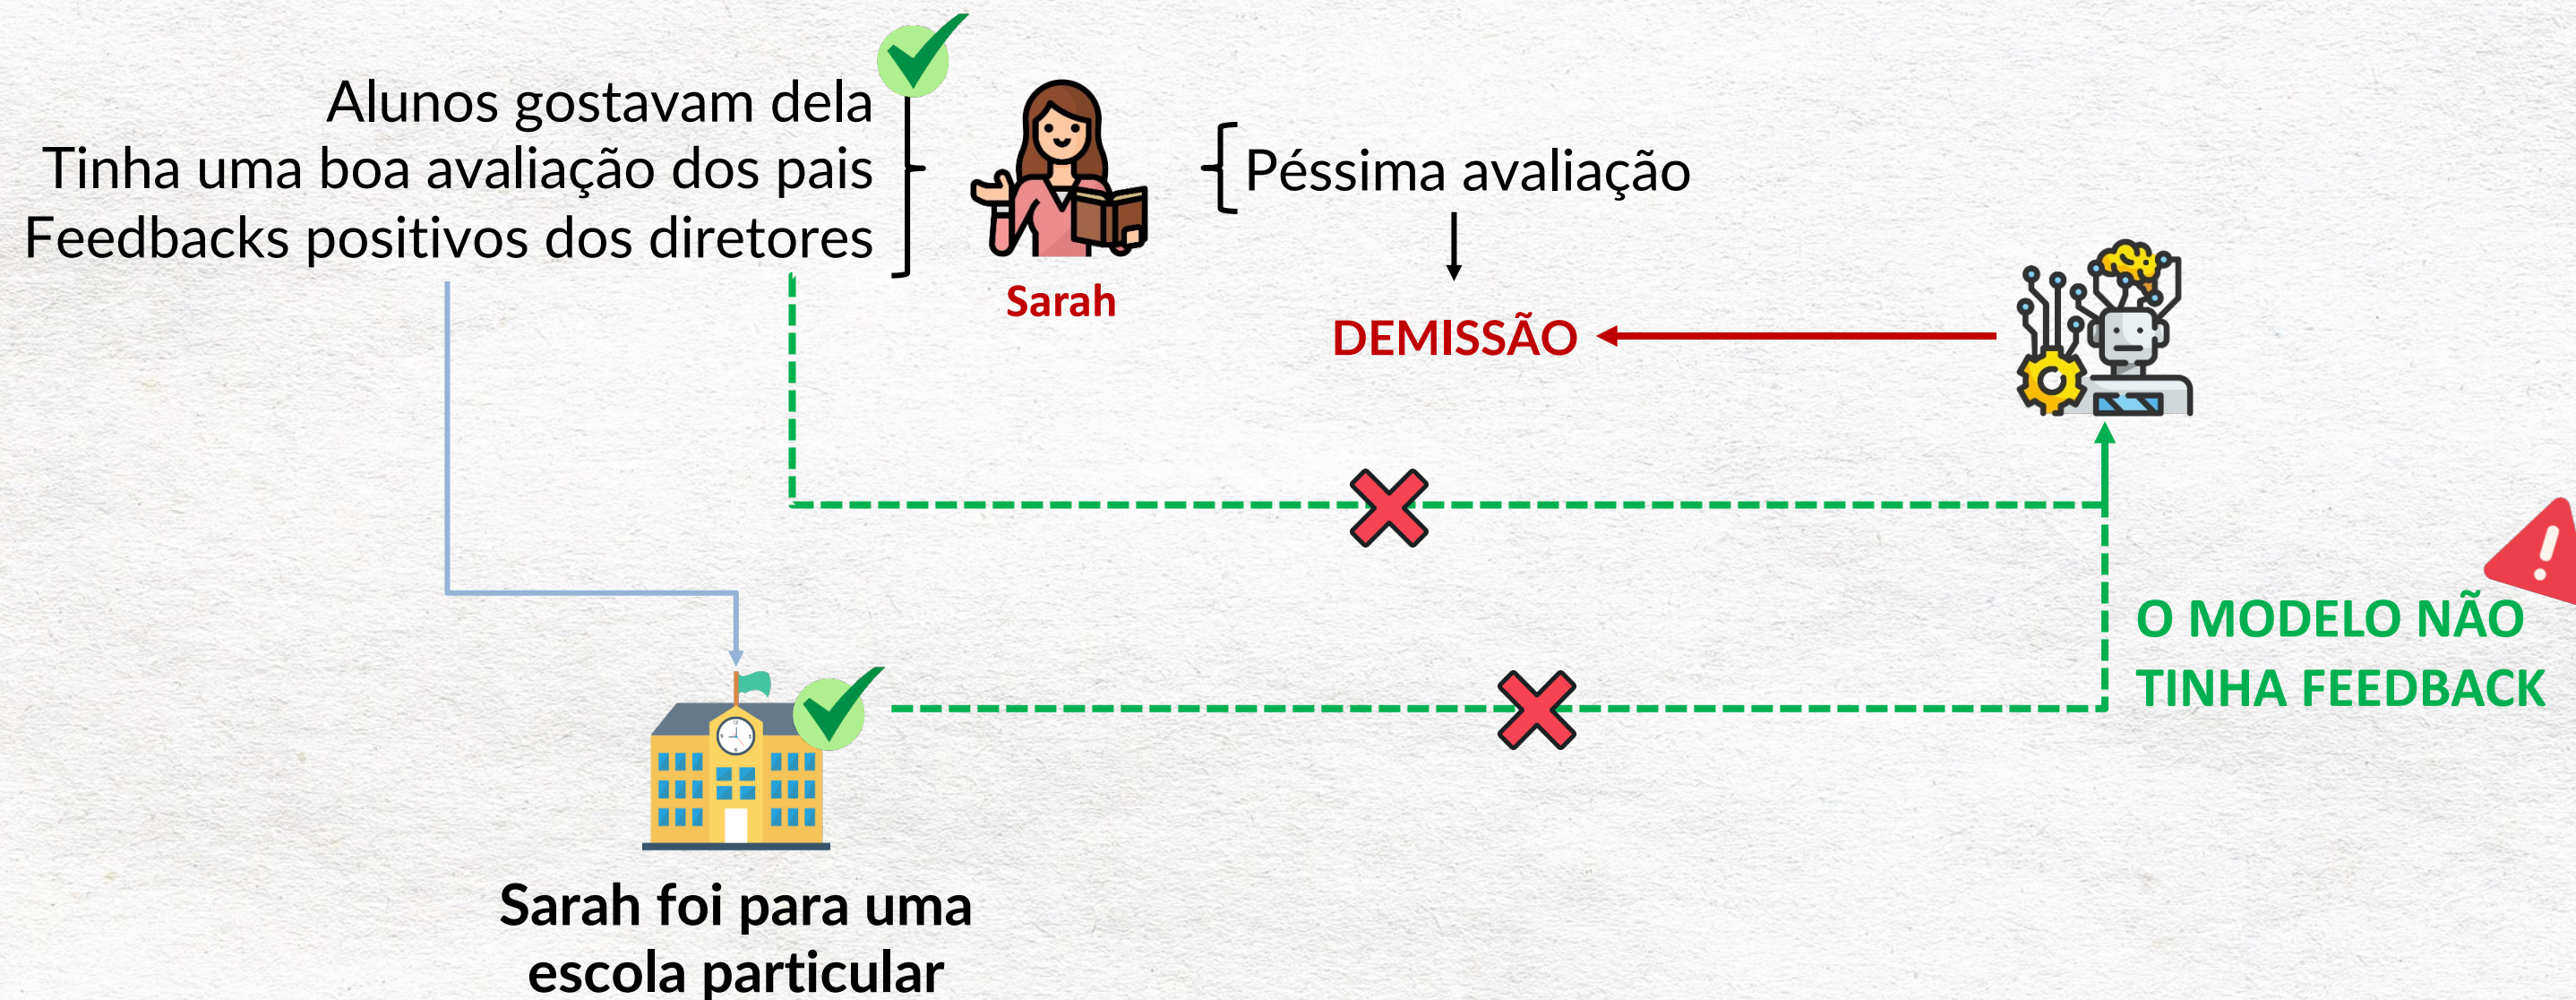 Alunos gostavam dela
Tinha uma boa avaliação dos pais
Feedbacks positivos dos diretores
Sarah
Péssima avaliação
DEMISSÃO
O MODELO NÃO
TINHA FEEDBACK
Sarah foi para uma
escola particular